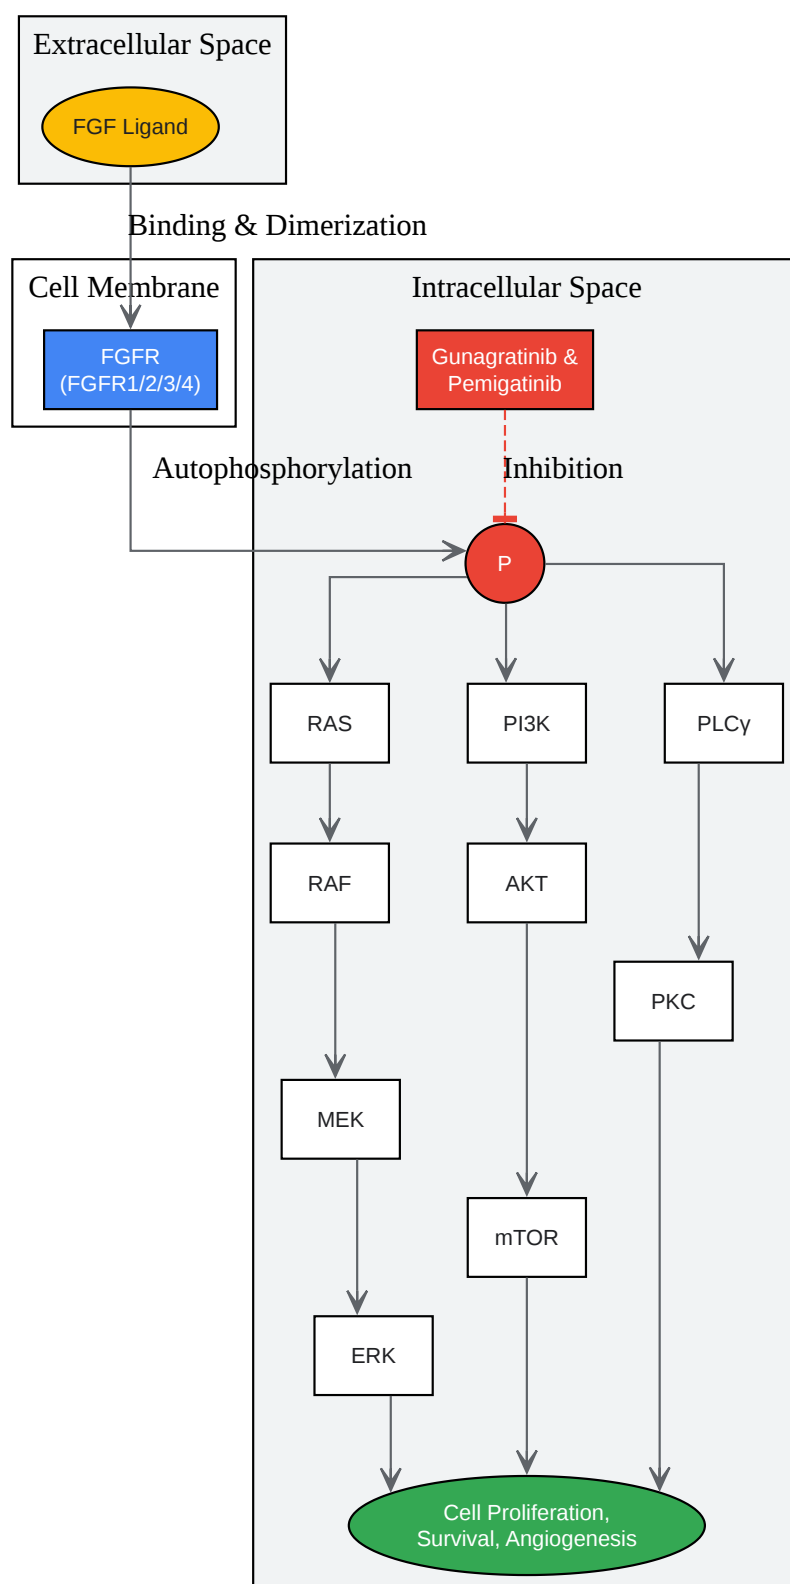 Extracellular Space
FGF Ligand
Binding & Dimerization
Cell Membrane
Intracellular Space
FGFR
(FGFR1/2/3/4)
Gunagratinib &
Pemigatinib
Autophosphorylation
Inhibition
P
RAS
PI3K
PLCγ
RAF
AKT
PKC
MEK
mTOR
ERK
Cell Proliferation,
Survival, Angiogenesis